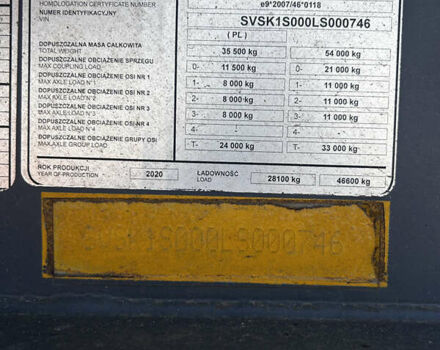 HOMOLOGATION CERTIFICATE NUMBER e9*2007/46*0118
NUMER IDENTYFIKACYJNY
VIN SVSK1S000LS000746
( PL )
DOPUSZCZALNA MASA CAŁKOWITA
TOTAL WEIGHT 35 500 kg 54 000 kg
DOPUSZCZALNE OBCIĄŻENIE SPRZĘGU
MAX COUPLING LOAD 0- 11 500 kg 0- 21 000 kg
DOPUSZCZALNE OBCIĄŻENIE OSI NR 1
MAX AXLE LOAD N°1 1- 8 000 kg 1- 11 000 kg
DOPUSZCZALNE OBCIĄŻENIE OSI NR 2
MAX AXLE LOAD N°2 2- 8 000 kg 2- 11 000 kg
DOPUSZCZALNE OBCIĄŻENIE OSI NR 3
MAX AXLE LOAD N°3 3- 8 000 kg 3- 11 000 kg
DOPUSZCZALNE OBCIĄŻENIE OSI NR 4
MAX AXLE LOAD N°4 4- 4-
DOPUSZCZALNE OBCIĄŻENIE GRUPY OSI
MAX AXLE GROUP LOAD T- 24 000 kg T- 33 000 kg
ROK PRODUKCJI
YEAR OF PRODUCTION 2020 ŁADOWNOŚĆ
LOAD 28100 kg 46600 kg
SVSK1S000LS000746